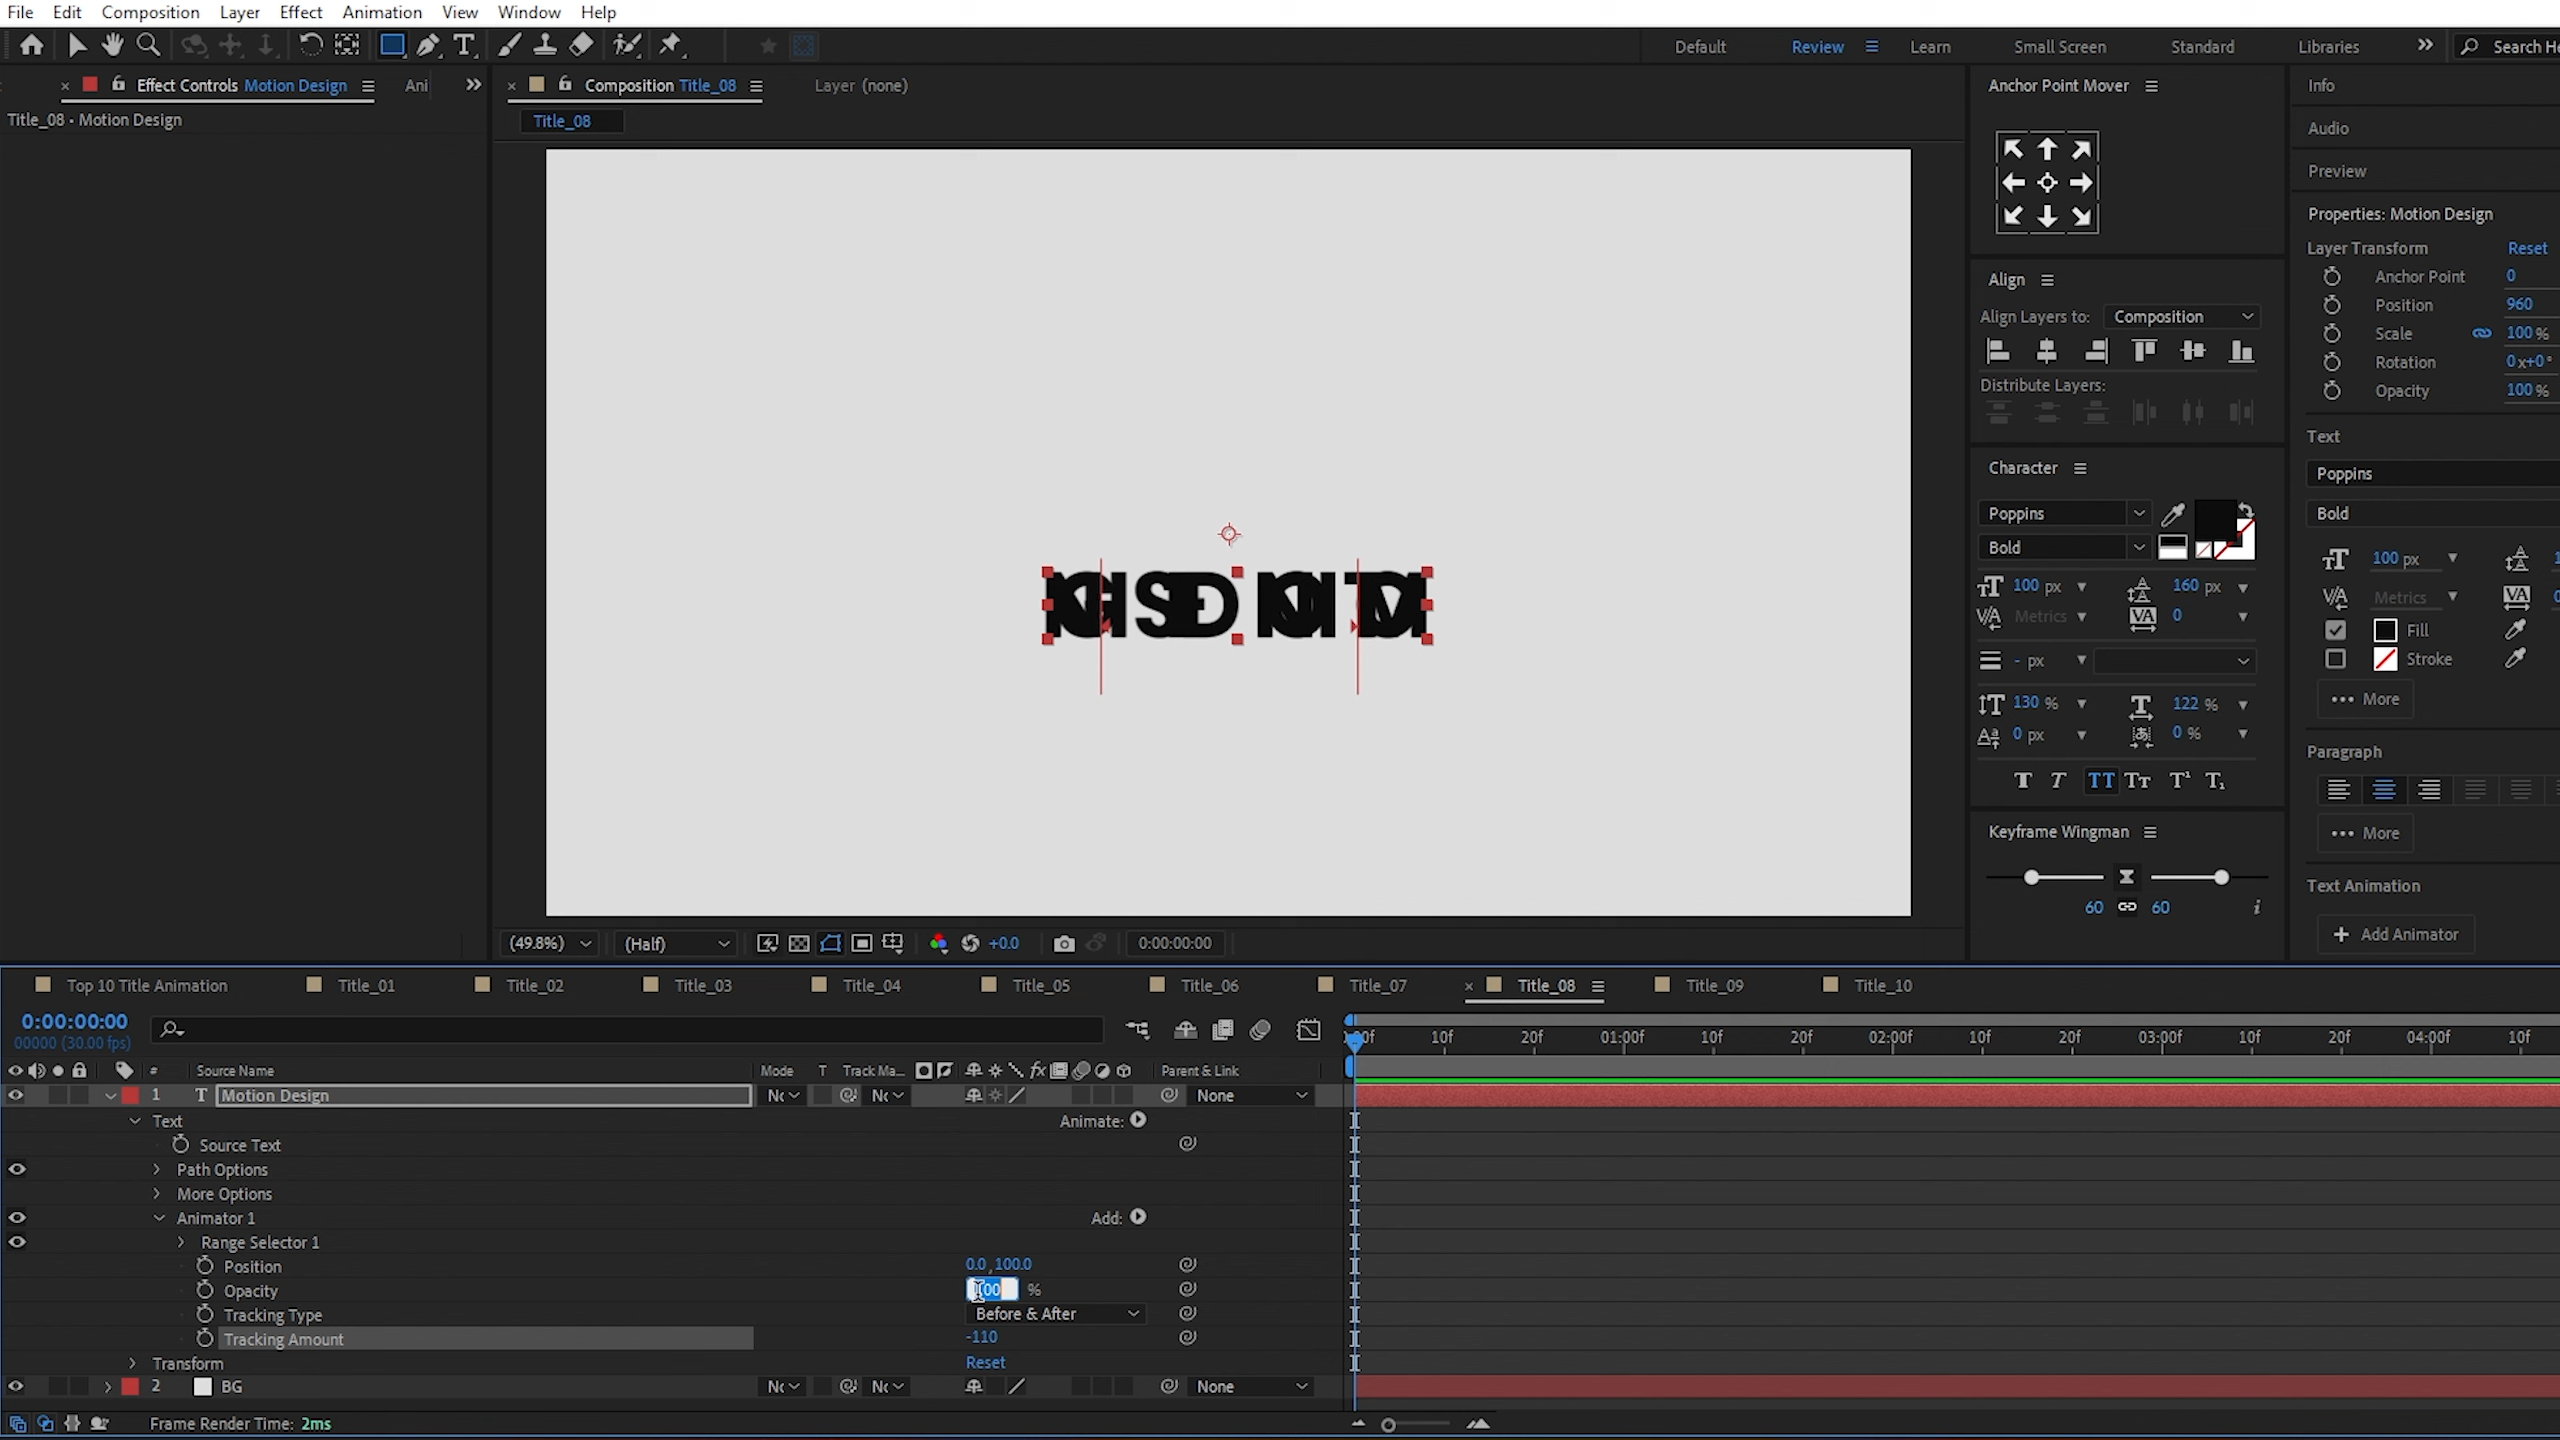 File Edit Composition Layer Effect Animation View Window Help
Default Review Learn Small Screen Standard Libraries Search He
Effect Controls Motion Design Ani
Title_08 • Motion Design
Composition Title_08
Layer (none)
Title_08
(49.8%) (Half) +0.0 0:00:00:00
Anchor Point Mover
Align
Align Layers to: Composition
Distribute Layers:
Character
Poppins
Bold
100 px 160 px
Metrics 0
- px
130 % 122 %
0 px 0 %
Keyframe Wingman
60 60
Info
Audio
Preview
Properties: Motion Design
Layer Transform Reset
Anchor Point 0
Position 960
Scale 100 %
Rotation 0x+0°
Opacity 100 %
Text
Poppins
Bold
100 px
Metrics
Fill
Stroke
More
Paragraph
More
Text Animation
Add Animator
Top 10 Title Animation Title_01 Title_02 Title_03 Title_04 Title_05 Title_06 Title_07 Title_08 Title_09 Title_10
0:00:00:00
00000 (30.00 fps)
10f 20f 01:00f 10f 20f 02:00f 10f 20f 03:00f 10f 20f 04:00f 10f
# Source Name Mode T Track Ma... Parent & Link
1 T Motion Design None
Text Animate:
Source Text
Path Options
More Options
Animator 1 Add:
Range Selector 1
Position 0.0,100.0
Opacity %
Tracking Type Before & After
Tracking Amount -110
Transform Reset
2 BG None
Frame Render Time: 2ms